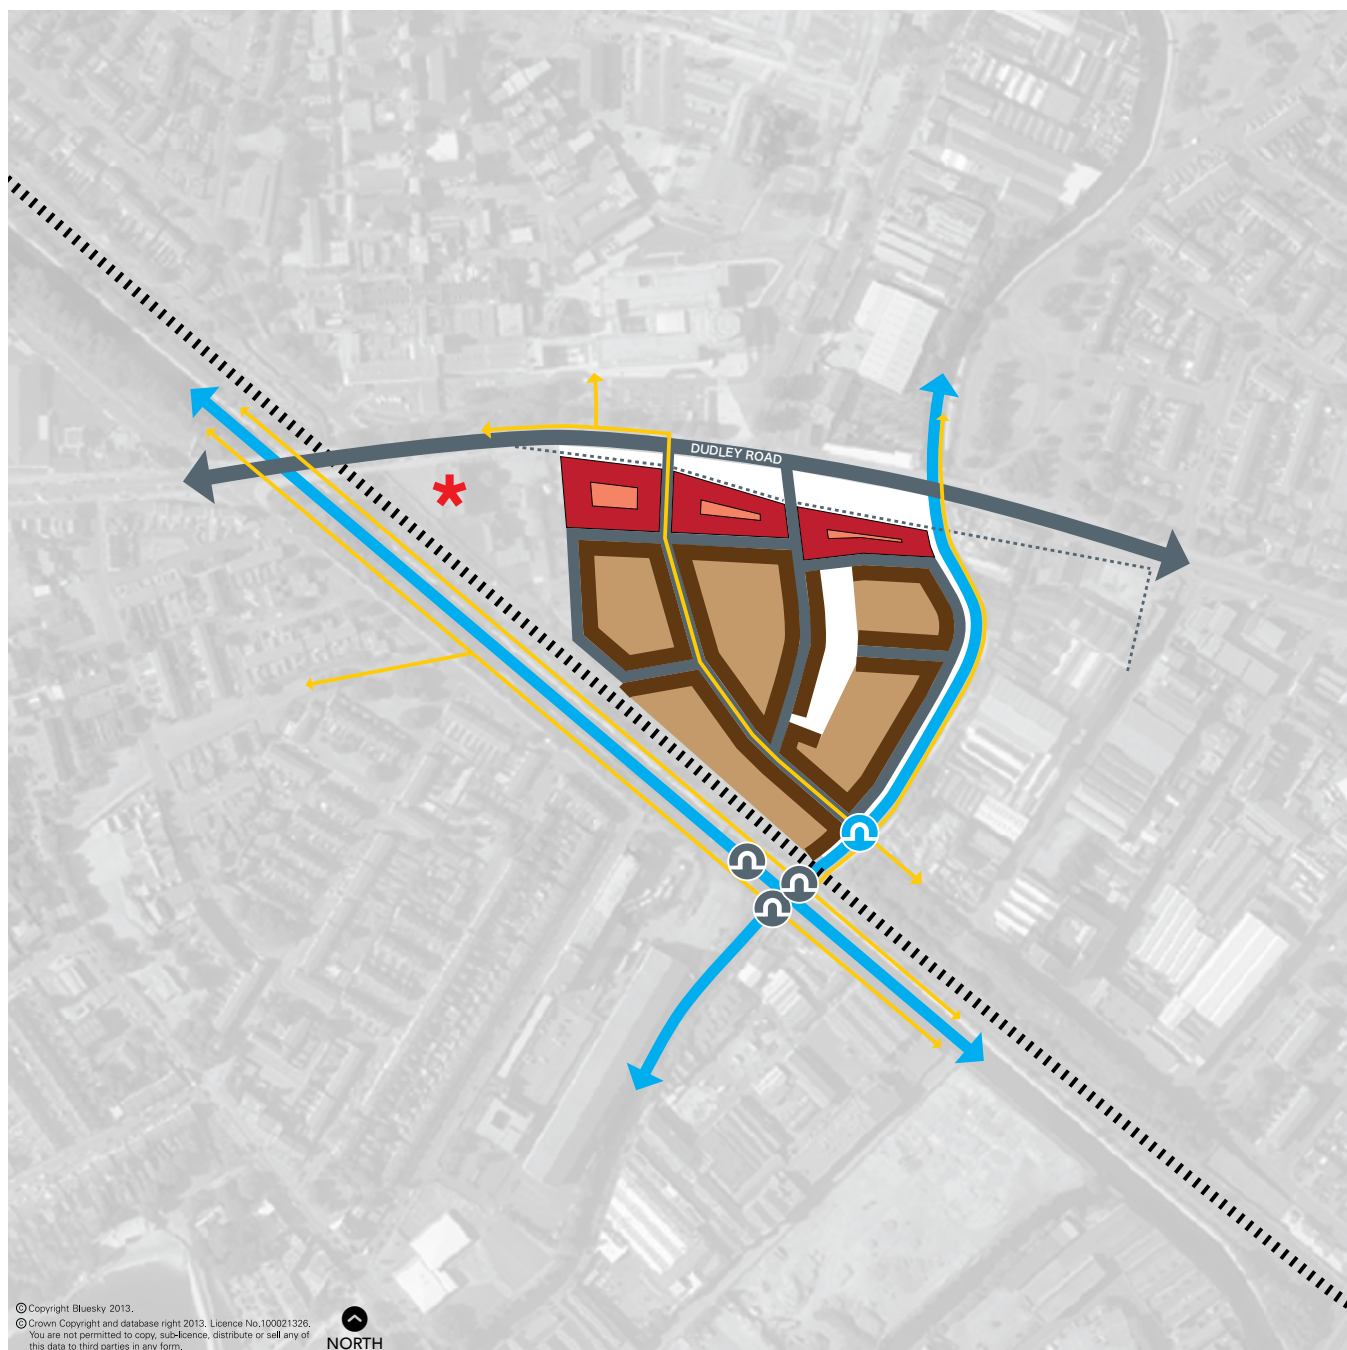 DUDLEY ROAD
© Copyright Bluesky 2013.
© Crown Copyright and database right 2013. Licence No.100021326.
You are not permitted to copy, sub-licence, distribute or sell any of
this data to third parties in any form.
NORTH